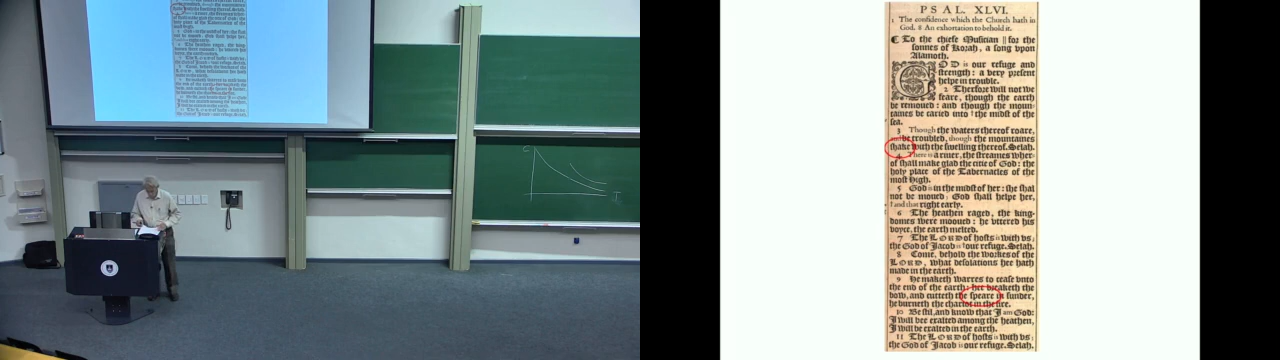 PSAL. XLVI.
1 The confidence which the Church hath in
God. 8 An exhortation to behold it.
¶ To the chiefe Musician || for the
sonnes of Korah, a song vpon
Alamoth.
GOD is our refuge and
strength: a very present
helpe in trouble.
2 Therfore will not we
feare, though the earth
be remoued: and though the moun-
taines be caried into the midst of the
sea.
3 Though the waters thereof roare,
and be troubled, though the mountaines
shake with the swelling thereof. Selah.
4 There is a riuer, the streames wher-
of shall make glad the citie of God: the
holy place of the Tabernacles of the
most High.
5 God is in the midst of her: she shal
not be moued; God shall helpe her,
and that right early.
6 The heathen raged, the king-
domes were mooued: he vttered his
voyce, the earth melted.
7 The LORD of hosts is with vs;
the God of Jacob is our refuge. Selah.
8 Come, behold the workes of the
LORD, what desolations hee hath
made in the earth.
9 He maketh warres to cease vnto
the end of the earth: hee breaketh the
bow, and cutteth the speare in sunder,
he burneth the chariot in the fire.
10 Be stil, and know that I am God:
I will bee exalted among the heathen,
I will be exalted in the earth.
11 The LORD of hosts is with vs;
the God of Jacob is our refuge. Selah.